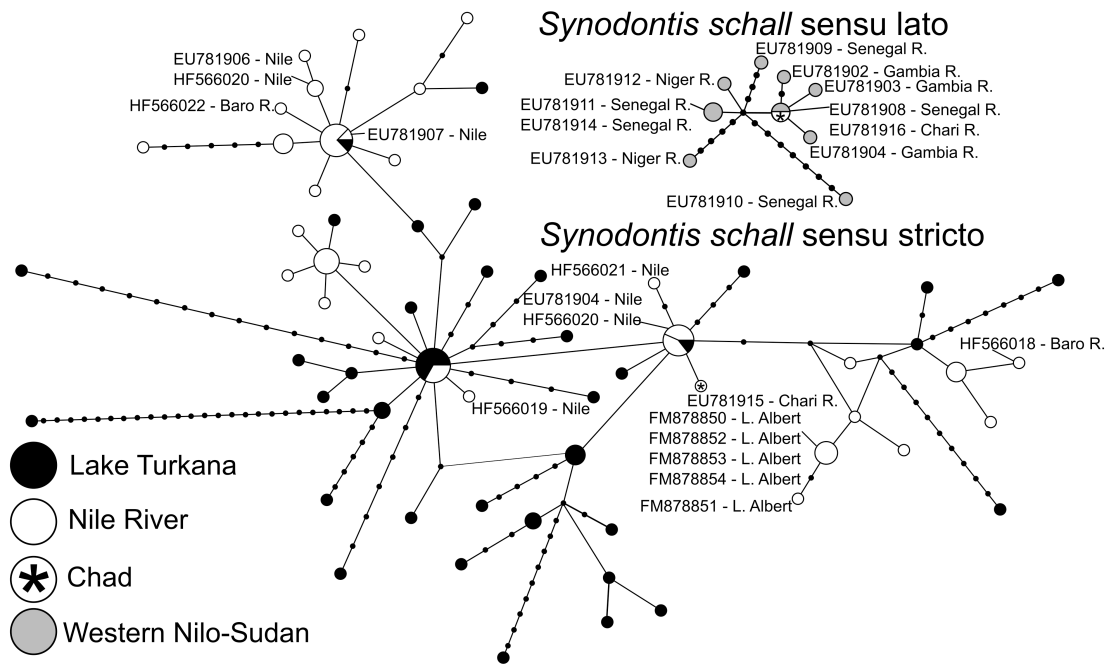 Synodontis schall sensu lato
EU781909 - Senegal R.
EU781906 - Nile
HF566020 - Nile
HF566022 - Baro R.
EU781907 - Nile
EU781912 - Niger R.
EU781902 - Gambia R.
EU781903 - Gambia R.
EU781911 - Senegal R.
EU781908 - Senegal R.
EU781914 - Senegal R.
EU781916 - Chari R.
EU781913 - Niger R.
EU781904 - Gambia R.
EU781910 - Senegal R.
Synodontis schall sensu stricto
HF566021 - Nile
EU781904 - Nile
HF566020 - Nile
HF566018 - Baro R.
EU781915 - Chari R.
HF566019 - Nile
FM878850 - L. Albert
FM878852 - L. Albert
FM878853 - L. Albert
FM878854 - L. Albert
FM878851 - L. Albert
Lake Turkana
Nile River
* Chad
Western Nilo-Sudan